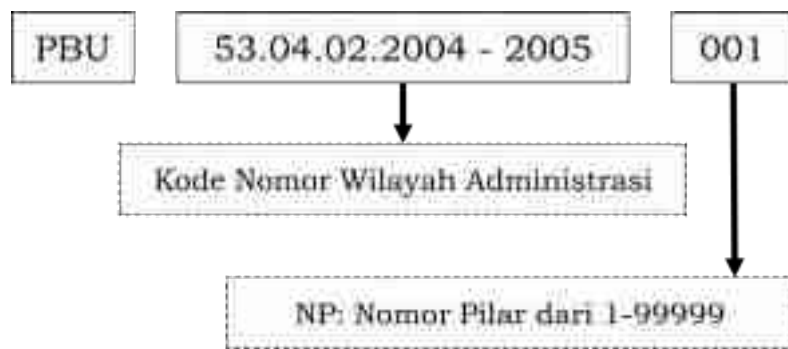 PBU 53.04.02.2004 - 2005 001
Kode Nomor Wilayah Administrasi
NP: Nomor Pilar dari 1-99999